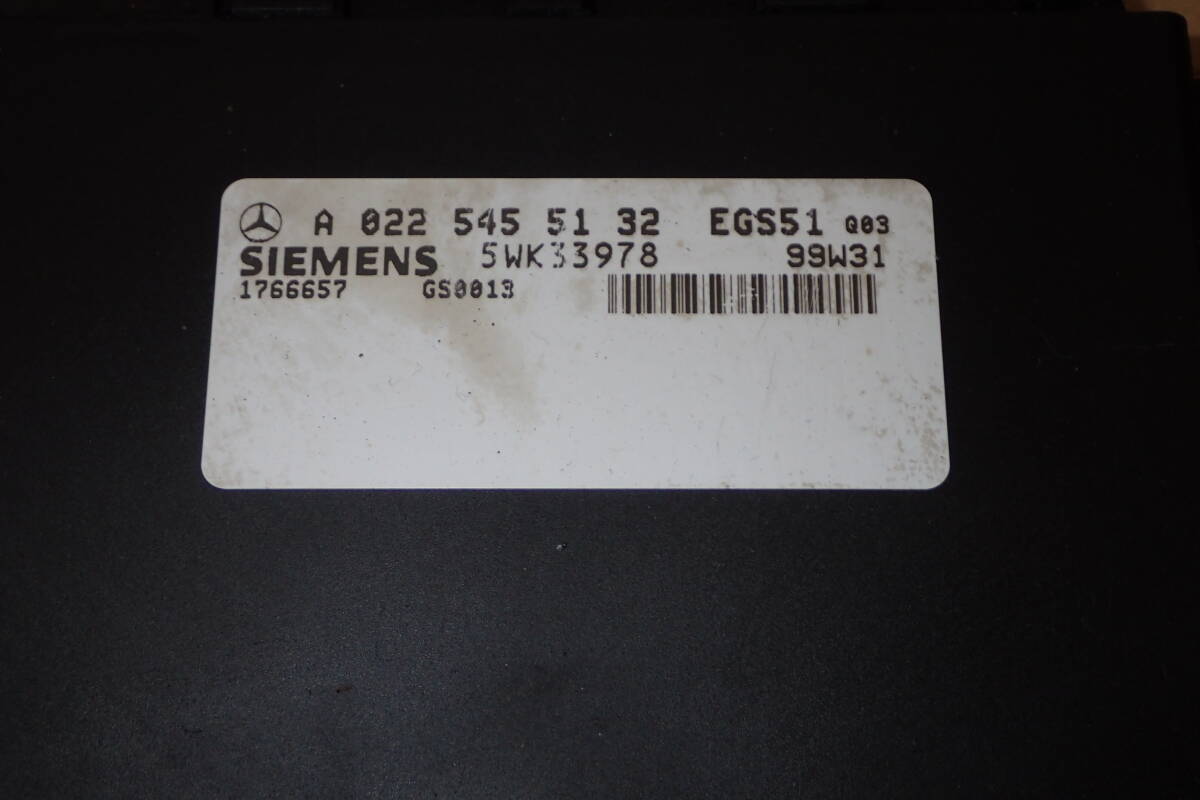 A 022 545 51 32 EGS51 Q03
SIEMENS 5WK33978 99W31
1766657 GS0013